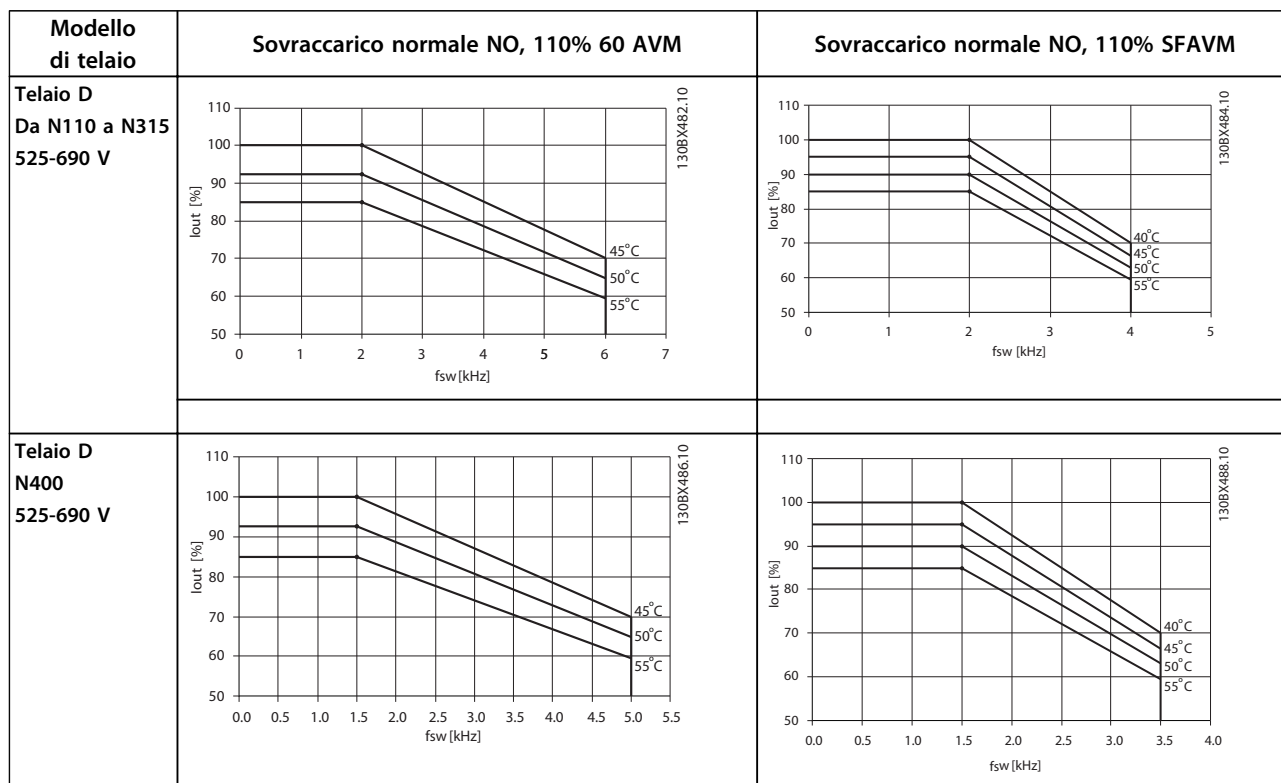 Modello
di telaio
Sovraccarico normale NO, 110% 60 AVM
Sovraccarico normale NO, 110% SFAVM
Telaio D
Da N110 a N315
525-690 V
110
100
90
80
70
60
50
Iout [%]
0 1 2 3 4 5 6 7
fsw [kHz]
45°C
50°C
55°C
130BX482.10
110
100
90
80
70
60
50
Iout [%]
0 1 2 3 4 5
fsw [kHz]
40°C
45°C
50°C
55°C
130BX484.10
Telaio D
N400
525-690 V
110
100
90
80
70
60
50
Iout [%]
0.0 0.5 1.0 1.5 2.0 2.5 3.0 3.5 4.0 4.5 5.0 5.5
fsw [kHz]
45°C
50°C
55°C
130BX486.10
110
100
90
80
70
60
50
Iout [%]
0.0 0.5 1.0 1.5 2.0 2.5 3.0 3.5 4.0
fsw [kHz]
40°C
45°C
50°C
55°C
130BX488.10